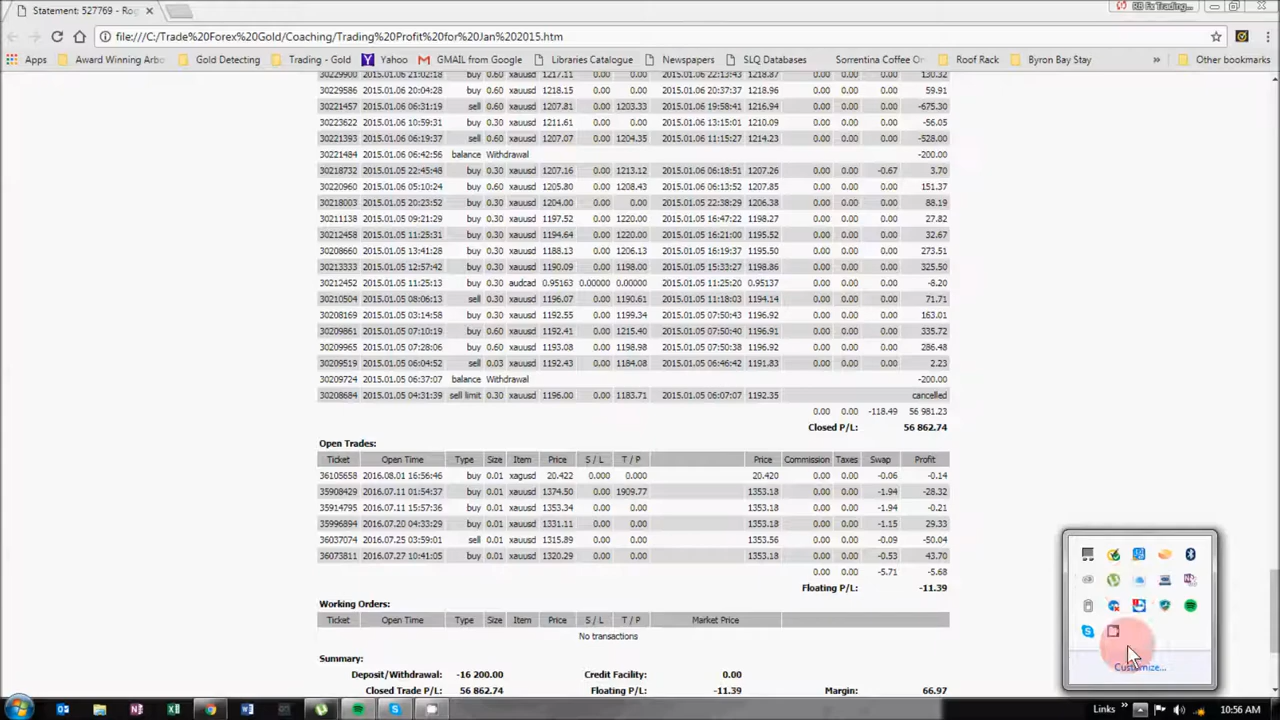 Statement: 527769 - Rog
RB Fx Trading...
file:///C:/Trade%20Forex%20Gold/Coaching/Trading%20Profit%20for%20Jan%202015.htm
Apps Award Winning Arbo Gold Detecting Trading - Gold Yahoo GMAIL from Google Libraries Catalogue Newspapers SLQ Databases Sorrentina Coffee On Roof Rack Byron Bay Stay » Other bookmarks
30229900 2015.01.06 21:02:18 buy 0.60 xauusd 1217.11 0.00 0.00 2015.01.06 22:13:43 1218.87 0.00 0.00 0.00 130.32
30229586 2015.01.06 20:04:28 buy 0.60 xauusd 1218.15 0.00 0.00 2015.01.06 20:37:37 1218.96 0.00 0.00 0.00 59.91
30221457 2015.01.06 06:31:19 sell 0.60 xauusd 1207.81 0.00 1203.33 2015.01.06 19:58:41 1216.94 0.00 0.00 0.00 -675.30
30223622 2015.01.06 10:59:31 buy 0.30 xauusd 1211.61 0.00 0.00 2015.01.06 13:15:01 1210.09 0.00 0.00 0.00 -56.05
30221393 2015.01.06 06:19:37 sell 0.60 xauusd 1207.07 0.00 1204.35 2015.01.06 11:15:27 1214.23 0.00 0.00 0.00 -528.00
30221484 2015.01.06 06:42:56 balance Withdrawal -200.00
30218732 2015.01.05 22:45:48 buy 0.30 xauusd 1207.16 0.00 1213.12 2015.01.06 06:18:51 1207.26 0.00 0.00 -0.67 3.70
30220960 2015.01.06 05:10:24 buy 0.60 xauusd 1205.80 0.00 1208.43 2015.01.06 06:13:52 1207.85 0.00 0.00 0.00 151.37
30218003 2015.01.05 20:23:52 buy 0.30 xauusd 1204.00 0.00 0.00 2015.01.05 22:38:29 1206.38 0.00 0.00 0.00 88.19
30211138 2015.01.05 09:21:29 buy 0.30 xauusd 1197.52 0.00 1220.00 2015.01.05 16:47:22 1198.27 0.00 0.00 0.00 27.82
30212458 2015.01.05 11:25:31 buy 0.30 xauusd 1194.64 0.00 1220.00 2015.01.05 16:21:00 1195.52 0.00 0.00 0.00 32.67
30208660 2015.01.05 13:41:28 buy 0.30 xauusd 1188.13 0.00 1206.13 2015.01.05 16:19:37 1195.50 0.00 0.00 0.00 273.51
30213333 2015.01.05 12:57:42 buy 0.30 xauusd 1190.09 0.00 1198.00 2015.01.05 15:33:27 1198.86 0.00 0.00 0.00 325.50
30212452 2015.01.05 11:25:13 buy 0.30 audcad 0.95163 0.00000 0.00000 2015.01.05 11:25:20 0.95137 0.00 0.00 0.00 -8.20
30210504 2015.01.05 08:06:13 sell 0.30 xauusd 1196.07 0.00 1190.61 2015.01.05 11:18:03 1194.14 0.00 0.00 0.00 71.71
30208169 2015.01.05 03:14:58 buy 0.30 xauusd 1192.55 0.00 1199.34 2015.01.05 07:50:43 1196.92 0.00 0.00 0.00 163.01
30209861 2015.01.05 07:10:19 buy 0.60 xauusd 1192.41 0.00 1215.40 2015.01.05 07:50:40 1196.91 0.00 0.00 0.00 335.72
30209965 2015.01.05 07:28:06 buy 0.60 xauusd 1193.08 0.00 1198.98 2015.01.05 07:50:38 1196.92 0.00 0.00 0.00 286.48
30209519 2015.01.05 06:04:52 sell 0.03 xauusd 1192.43 0.00 1184.08 2015.01.05 06:46:42 1191.83 0.00 0.00 0.00 2.23
30209724 2015.01.05 06:37:07 balance Withdrawal -200.00
30208684 2015.01.05 04:31:39 sell limit 0.30 xauusd 1196.00 0.00 1183.71 2015.01.05 06:07:07 1192.35 cancelled
0.00 0.00 -118.49 56 981.23
Closed P/L: 56 862.74
Open Trades:
Ticket Open Time Type Size Item Price S / L T / P Price Commission Taxes Swap Profit
36105658 2016.08.01 16:56:46 buy 0.01 xagusd 20.422 0.000 0.000 20.420 0.00 0.00 -0.06 -0.14
35908429 2016.07.11 01:54:37 buy 0.01 xauusd 1374.50 0.00 1909.77 1353.18 0.00 0.00 -1.94 -28.32
35914795 2016.07.11 15:57:36 buy 0.01 xauusd 1353.34 0.00 0.00 1353.18 0.00 0.00 -1.94 -0.21
35996894 2016.07.20 04:33:29 buy 0.01 xauusd 1331.11 0.00 0.00 1353.18 0.00 0.00 -1.15 29.33
36037074 2016.07.25 03:59:01 sell 0.01 xauusd 1315.89 0.00 0.00 1353.56 0.00 0.00 -0.09 -50.04
36073811 2016.07.27 10:41:05 buy 0.01 xauusd 1320.29 0.00 0.00 1353.18 0.00 0.00 -0.53 43.70
0.00 0.00 -5.71 -5.68
Floating P/L: -11.39
Working Orders:
Ticket Open Time Type Size Item Price S / L T / P Market Price
No transactions
Summary:
Deposit/Withdrawal: -16 200.00 Credit Facility: 0.00
Closed Trade P/L: 56 862.74 Floating P/L: -11.39 Margin: 66.97
Customize...
Links » 10:56 AM